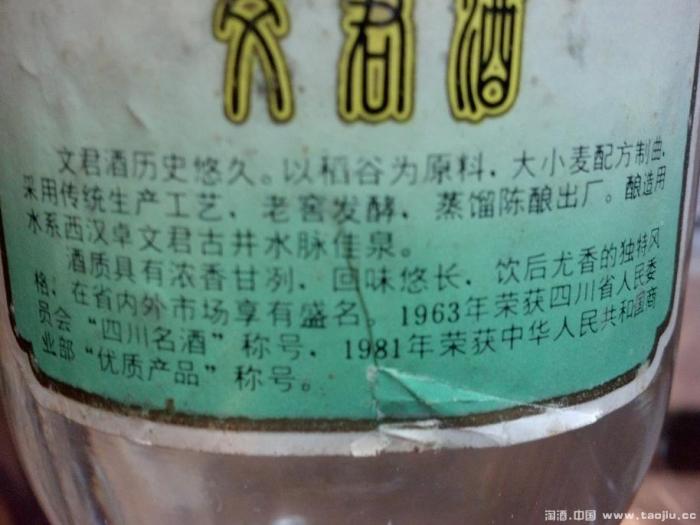 文君酒
文君酒历史悠久。以稻谷为原料，大小麦配方制曲，
采用传统生产工艺，老窖发酵，蒸馏陈酿出厂。酿造用
水系西汉卓文君古井水脉佳泉。
酒质具有浓香甘冽，回味悠长，饮后尤香的独特风
格，在省内外市场享有盛名。1963年荣获四川省人民委
员会“四川名酒”称号，1981年荣获中华人民共和国商
业部“优质产品”称号。
淘酒.中国 www.taojiu.cc